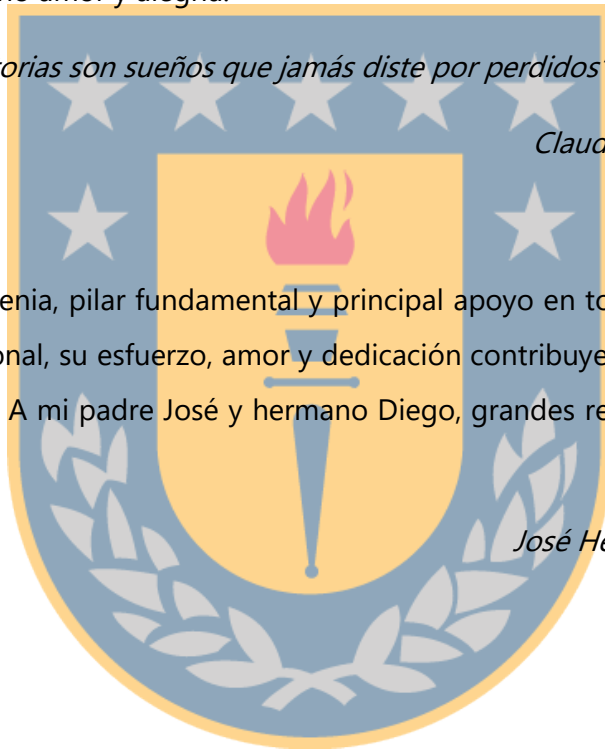 amor y alegría.
torias son sueños que jamás diste por perdidos"
Claud
enia, pilar fundamental y principal apoyo en to
onal, su esfuerzo, amor y dedicación contribuye
A mi padre José y hermano Diego, grandes re
José He